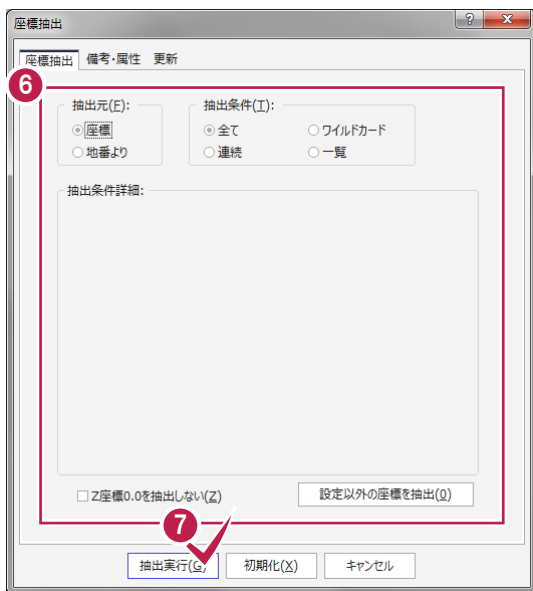 座標抽出
座標抽出 備考・属性 更新
6
抽出元(F): 抽出条件(T):
座標 全て ワイルドカード
地番より 連続 一覧
抽出条件詳細:
Z座標0.0を抽出しない(Z) 設定以外の座標を抽出(O)
7
抽出実行(G) 初期化(X) キャンセル